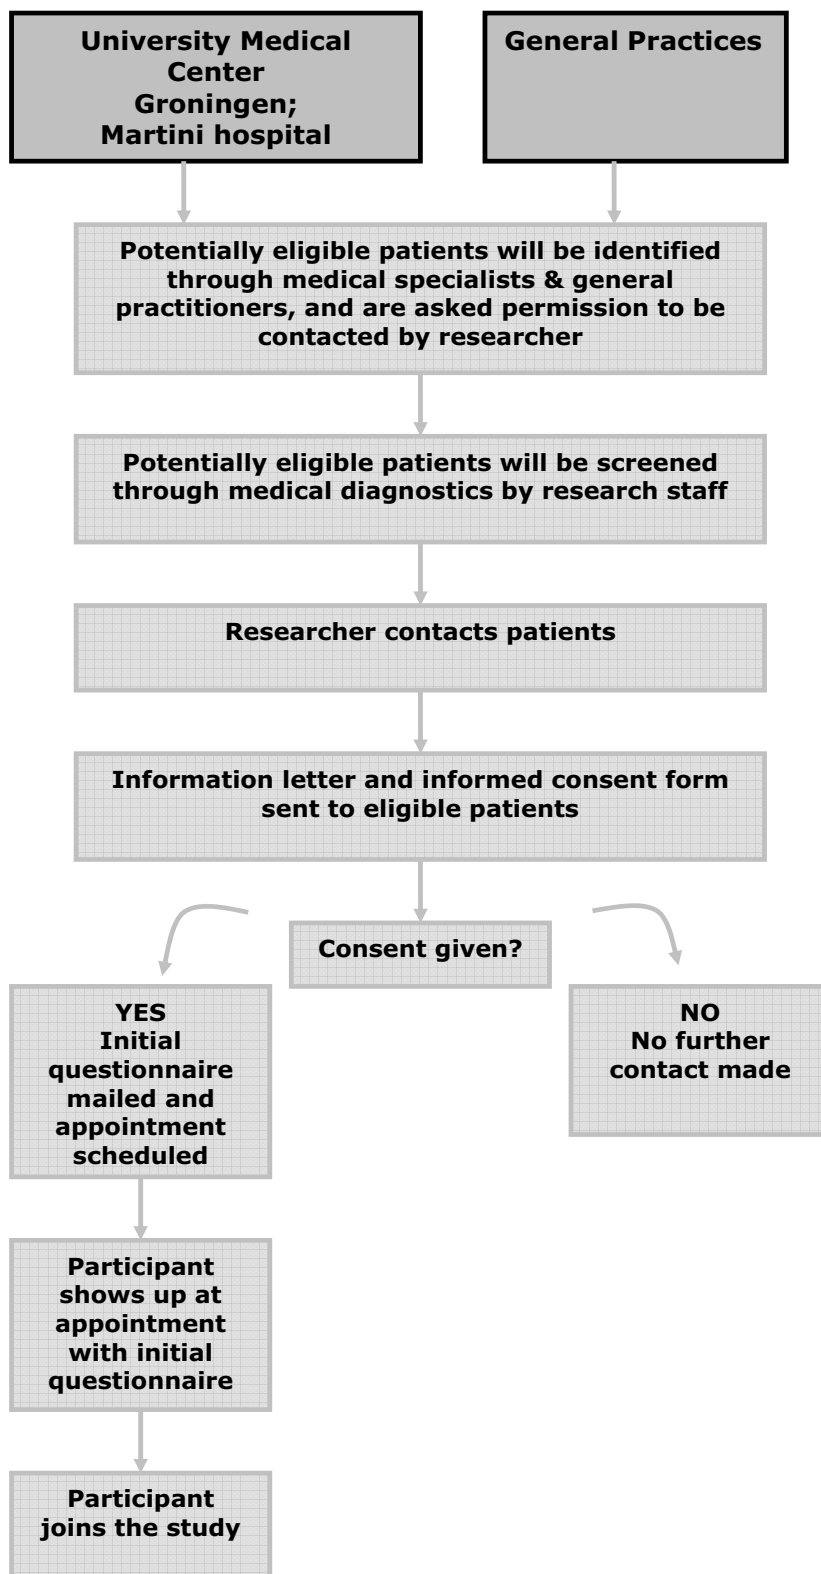 University Medical
Center
Groningen;
Martini hospital
General Practices
Potentially eligible patients will be identified
through medical specialists & general
practitioners, and are asked permission to be
contacted by researcher
Potentially eligible patients will be screened
through medical diagnostics by research staff
Researcher contacts patients
Information letter and informed consent form
sent to eligible patients
Consent given?
YES
Initial
questionnaire
mailed and
appointment
scheduled
NO
No further
contact made
Participant
shows up at
appointment
with initial
questionnaire
Participant
joins the study